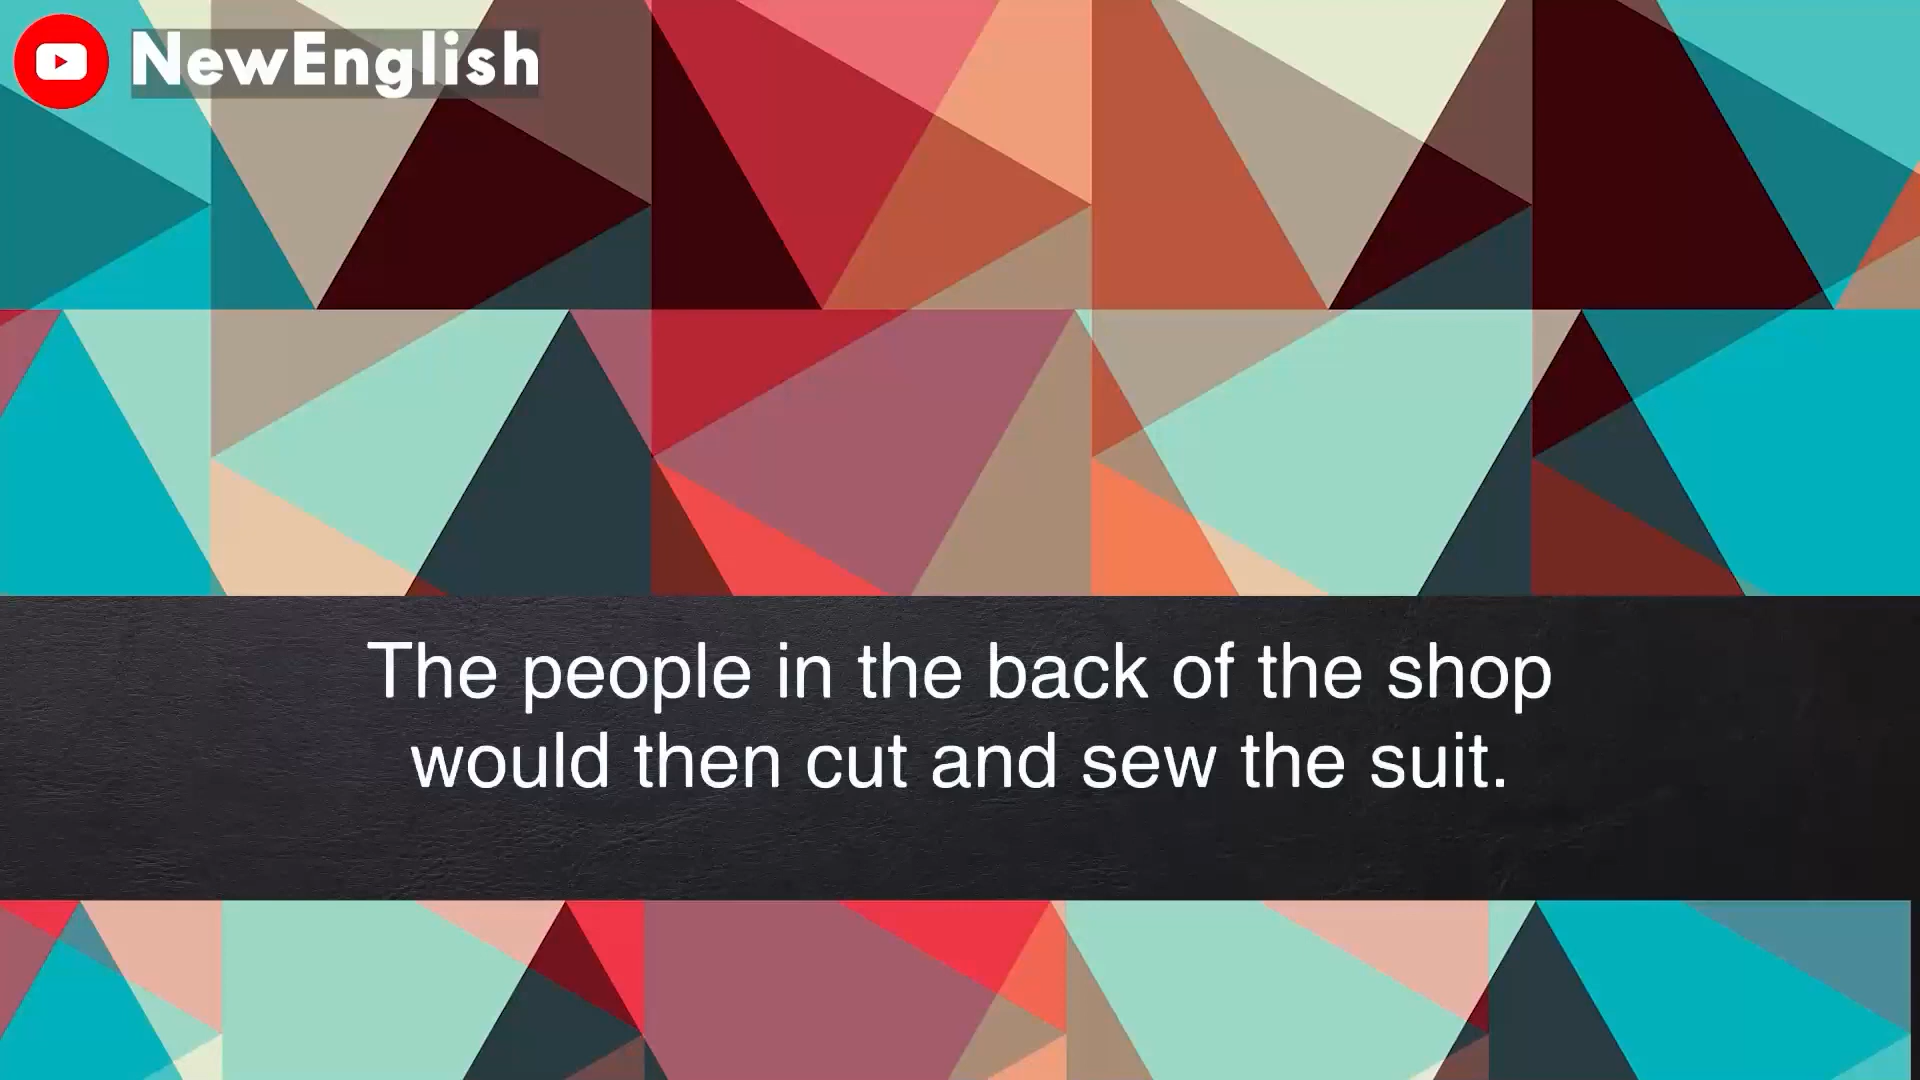 NewEnglish
The people in the back of the shop
would then cut and sew the suit.